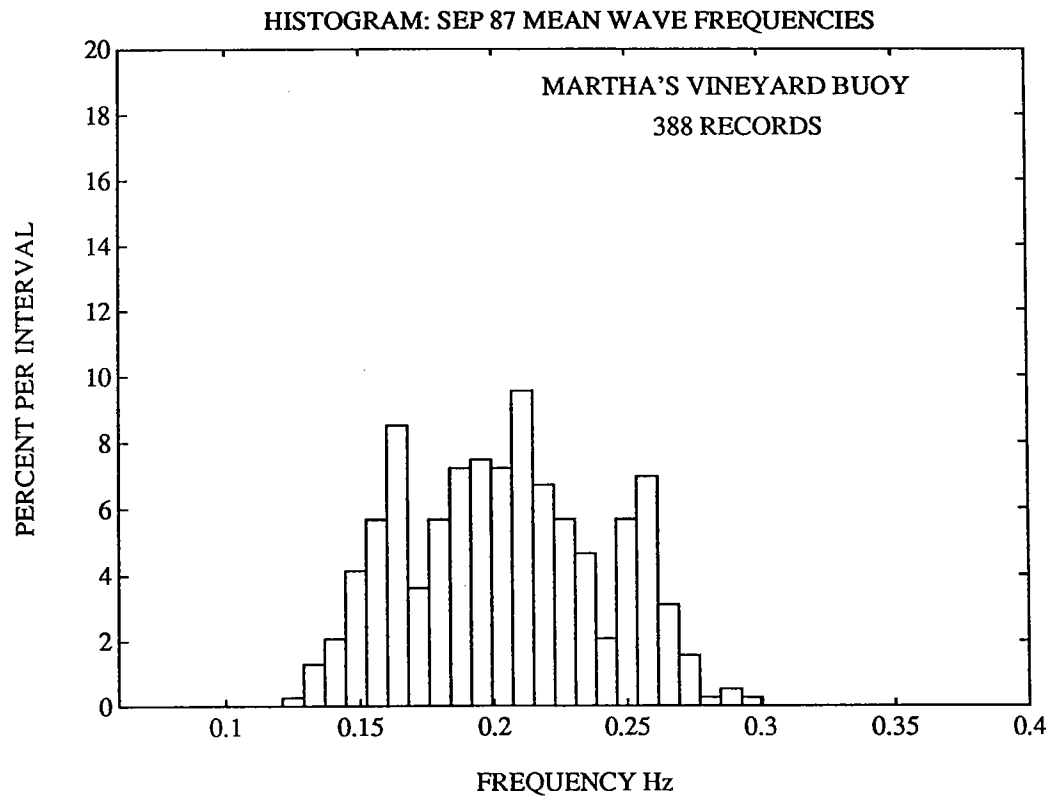 HISTOGRAM: SEP 87 MEAN WAVE FREQUENCIES
MARTHA'S VINEYARD BUOY
388 RECORDS
PERCENT PER INTERVAL
20
18
16
14
12
10
8
6
4
2
0
0.1 0.15 0.2 0.25 0.3 0.35 0.4
FREQUENCY Hz